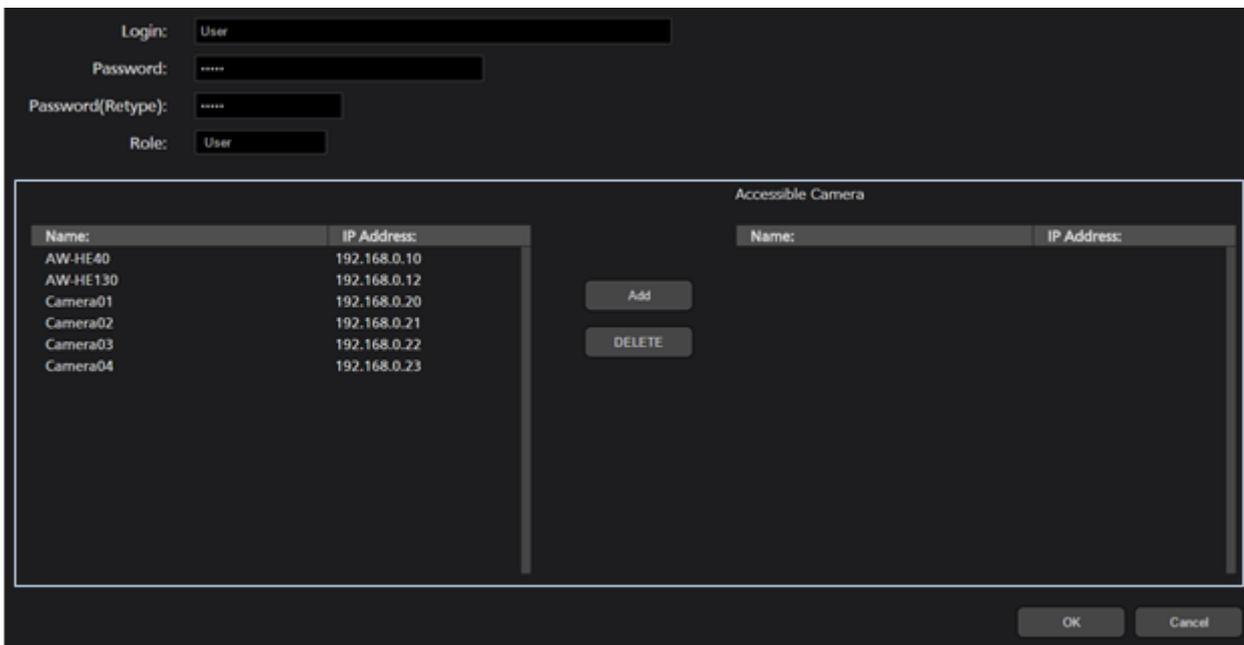 Login: User
Password: •••••
Password(Retype): •••••
Role: User
Accessible Camera
Name: IP Address: Name: IP Address:
AW-HE40 192.168.0.10
AW-HE130 192.168.0.12
Camera01 192.168.0.20
Camera02 192.168.0.21
Camera03 192.168.0.22
Camera04 192.168.0.23
Add
DELETE
OK Cancel